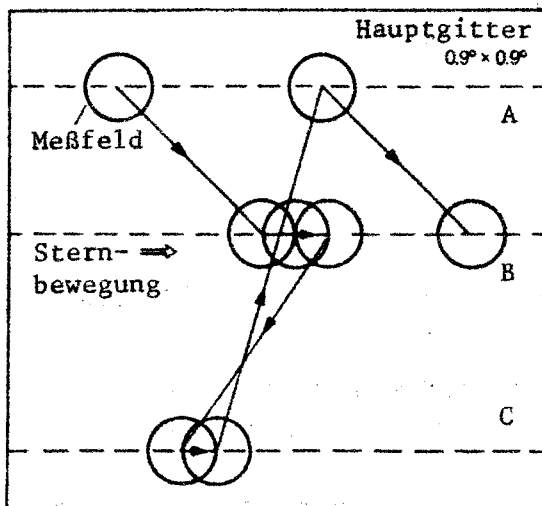 Hauptgitter
0.9° × 0.9°
A
Meßfeld
Stern- ⇒
bewegung
B
C